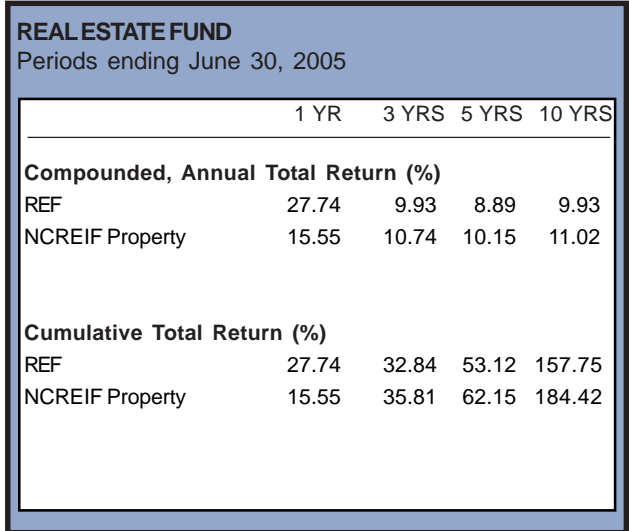 REAL ESTATE FUND
Periods ending June 30, 2005
1 YR 3 YRS 5 YRS 10 YRS
Compounded, Annual Total Return (%)
REF 27.74 9.93 8.89 9.93
NCREIF Property 15.55 10.74 10.15 11.02
Cumulative Total Return (%)
REF 27.74 32.84 53.12 157.75
NCREIF Property 15.55 35.81 62.15 184.42